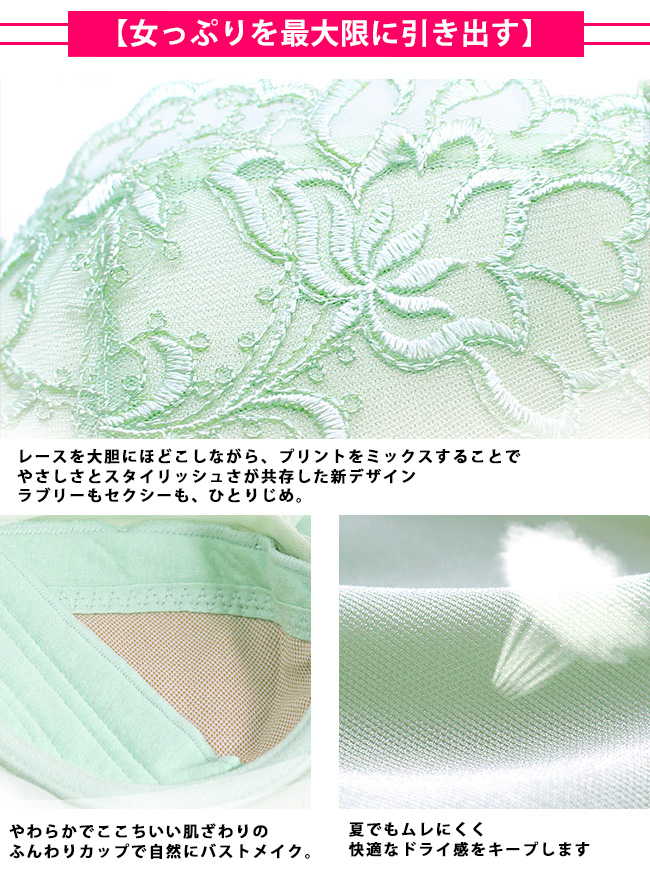 【女っぷりを最大限に引き出す】
レースを大胆にほどこしながら、プリントをミックスすることで
やさしさとスタイリッシュさが共存した新デザイン
ラブリーもセクシーも、ひとりじめ。
やわらかでここちいい肌ざわりの
ふんわりカップで自然にバストメイク。
夏でもムレにくく
快適なドライ感をキープします